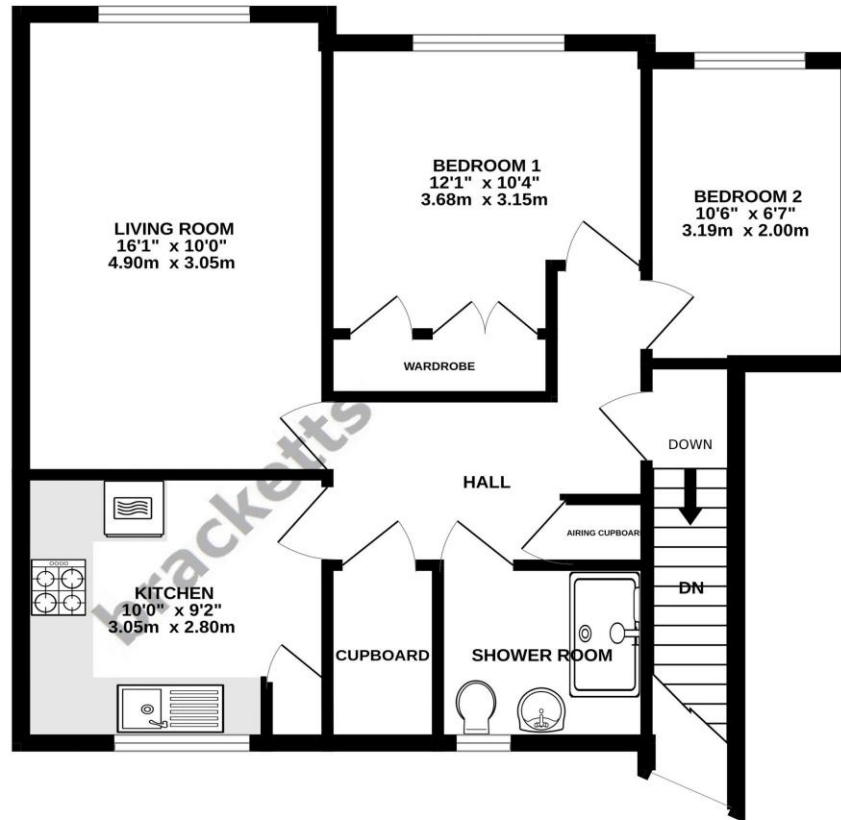 LIVING ROOM
16'1" x 10'0"
4.90m x 3.05m
BEDROOM 1
12'1" x 10'4"
3.68m x 3.15m
BEDROOM 2
10'6" x 6'7"
3.19m x 2.00m
WARDROBE
HALL
DOWN
AIRING CUPBOAR
DN
KITCHEN
10'0" x 9'2"
3.05m x 2.80m
CUPBOARD
SHOWER ROOM
bracketts